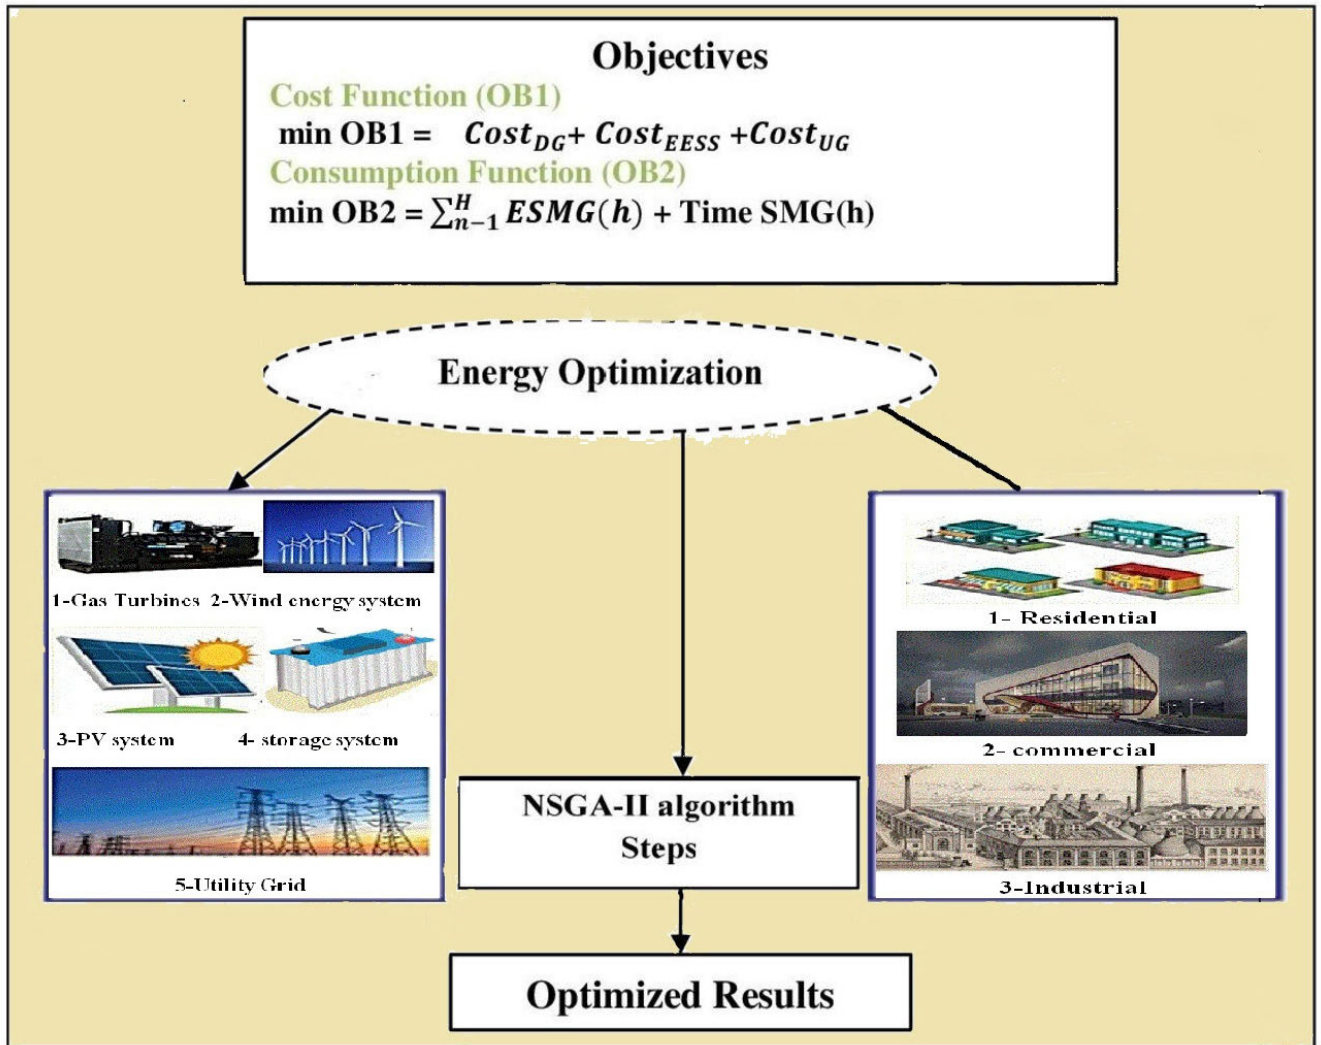 Objectives
Cost Function (OB1)
min OB1 = Cost_DG + Cost_EESS + Cost_UG
Consumption Function (OB2)
min OB2 = ∑_{n-1}^{H} ESMG(h) + Time SMG(h)
Energy Optimization
1-Gas Turbines 2-Wind energy system
3-PV system 4- storage system
5-Utility Grid
NSGA-II algorithm
Steps
1- Residential
2- commercial
3-Industrial
Optimized Results